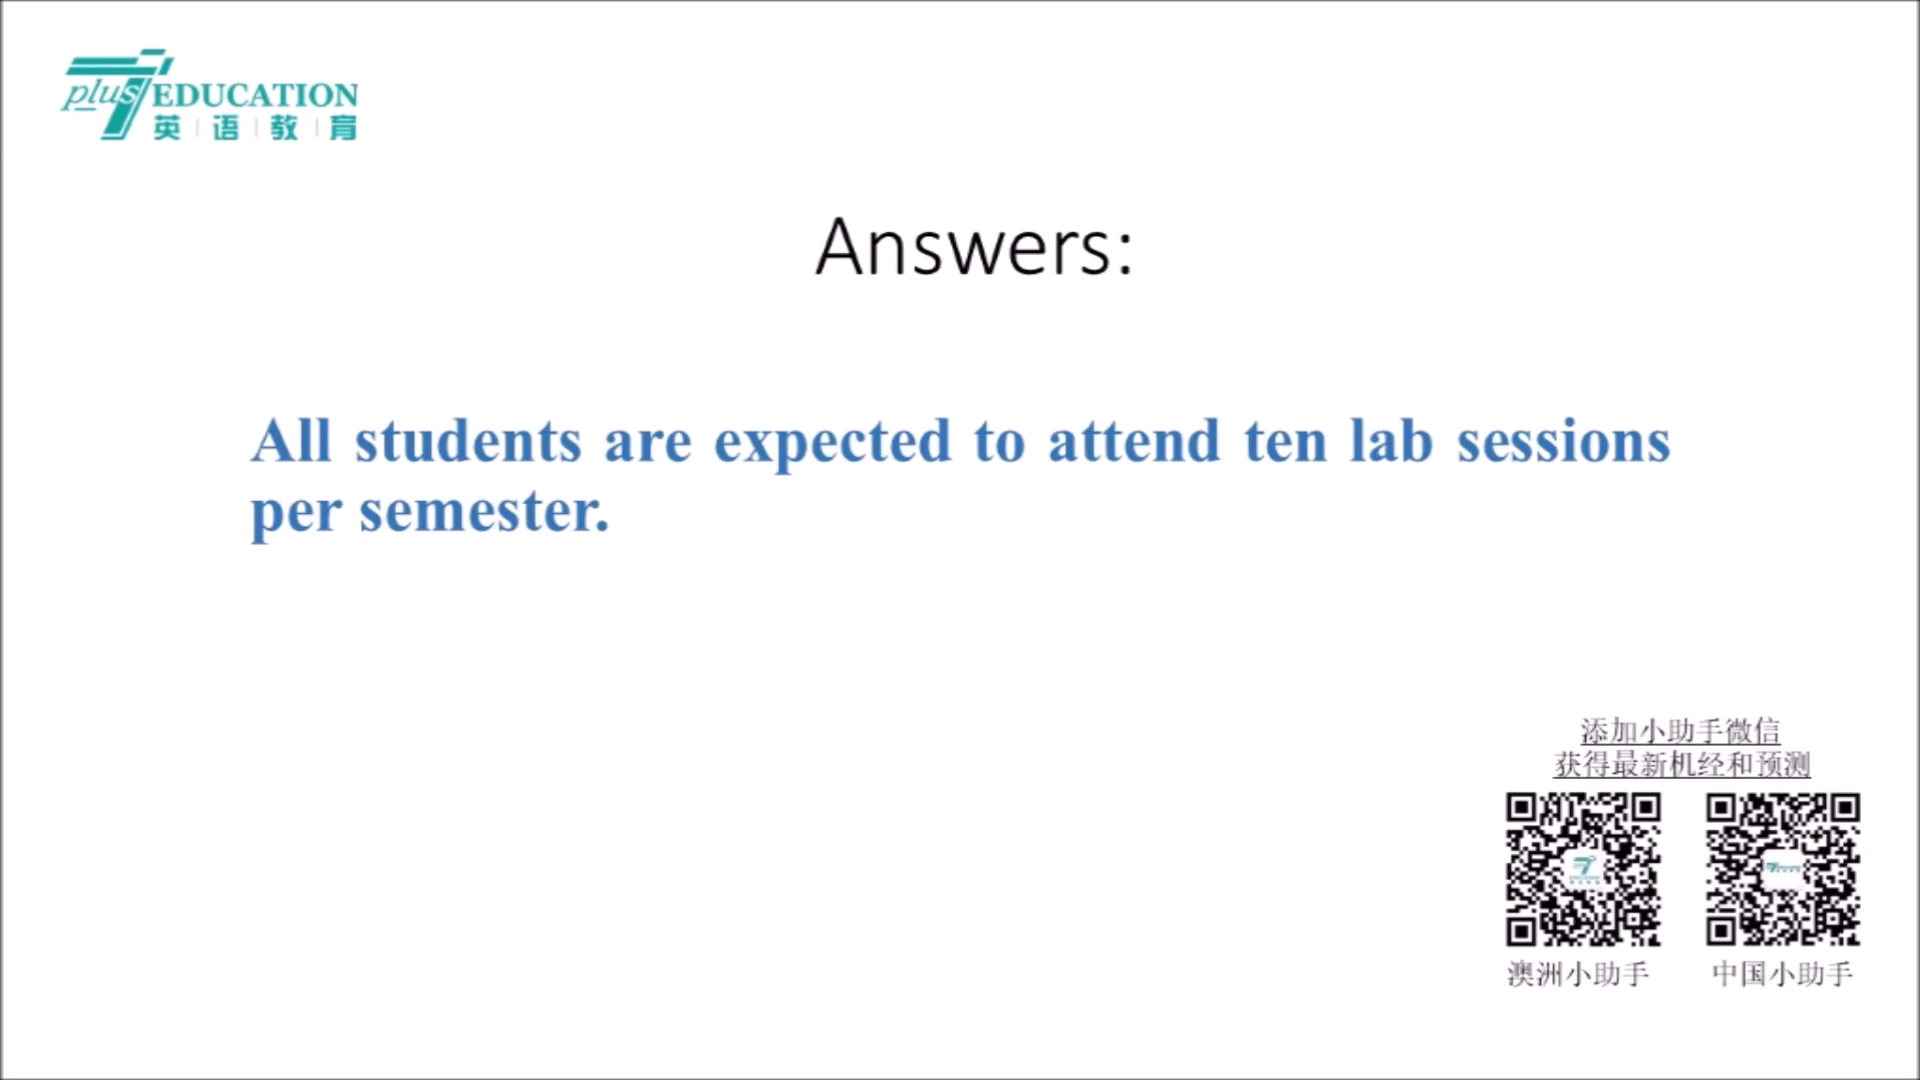 plus 7 EDUCATION
英语教育
Answers:
All students are expected to attend ten lab sessions
per semester.
添加小助手微信
获得最新机经和预测
澳洲小助手
中国小助手